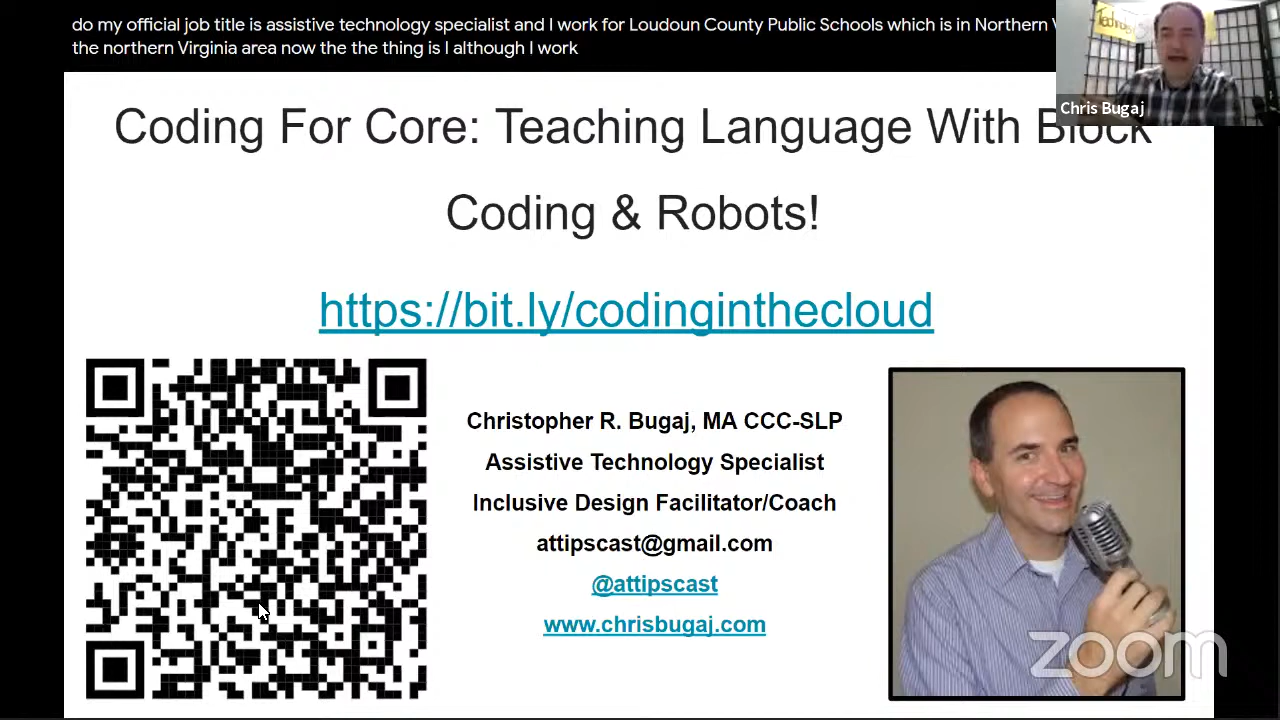 do my official job title is assistive technology specialist and I work for Loudoun County Public Schools which is in Northern
the northern Virginia area now the the thing is I although I work
Chris Bugaj
Coding For Core: Teaching Language With Block
Coding & Robots!
https://bit.ly/codinginthecloud
Christopher R. Bugaj, MA CCC-SLP
Assistive Technology Specialist
Inclusive Design Facilitator/Coach
attipscast@gmail.com
@attipscast
www.chrisbugaj.com
zoom